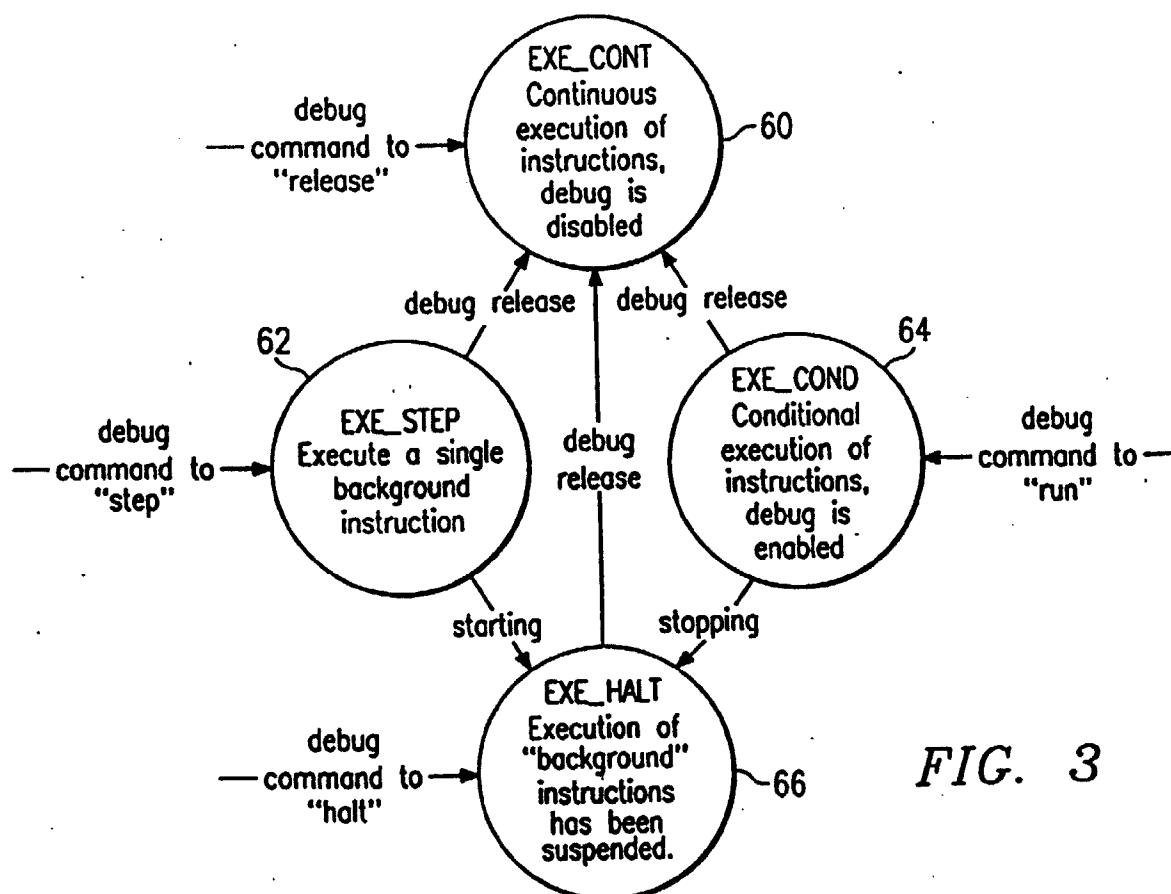 EXE_CONT
Continuous
execution of
instructions,
debug is
disabled
60
debug
command to
"release"
debug release
debug release
62
64
EXE_STEP
Execute a single
background
instruction
debug
command to
"step"
debug
release
EXE_COND
Conditional
execution of
instructions,
debug is
enabled
debug
command to
"run"
starting
stopping
EXE_HALT
Execution of
"background"
instructions
has been
suspended.
debug
command to
"halt"
66
FIG. 3